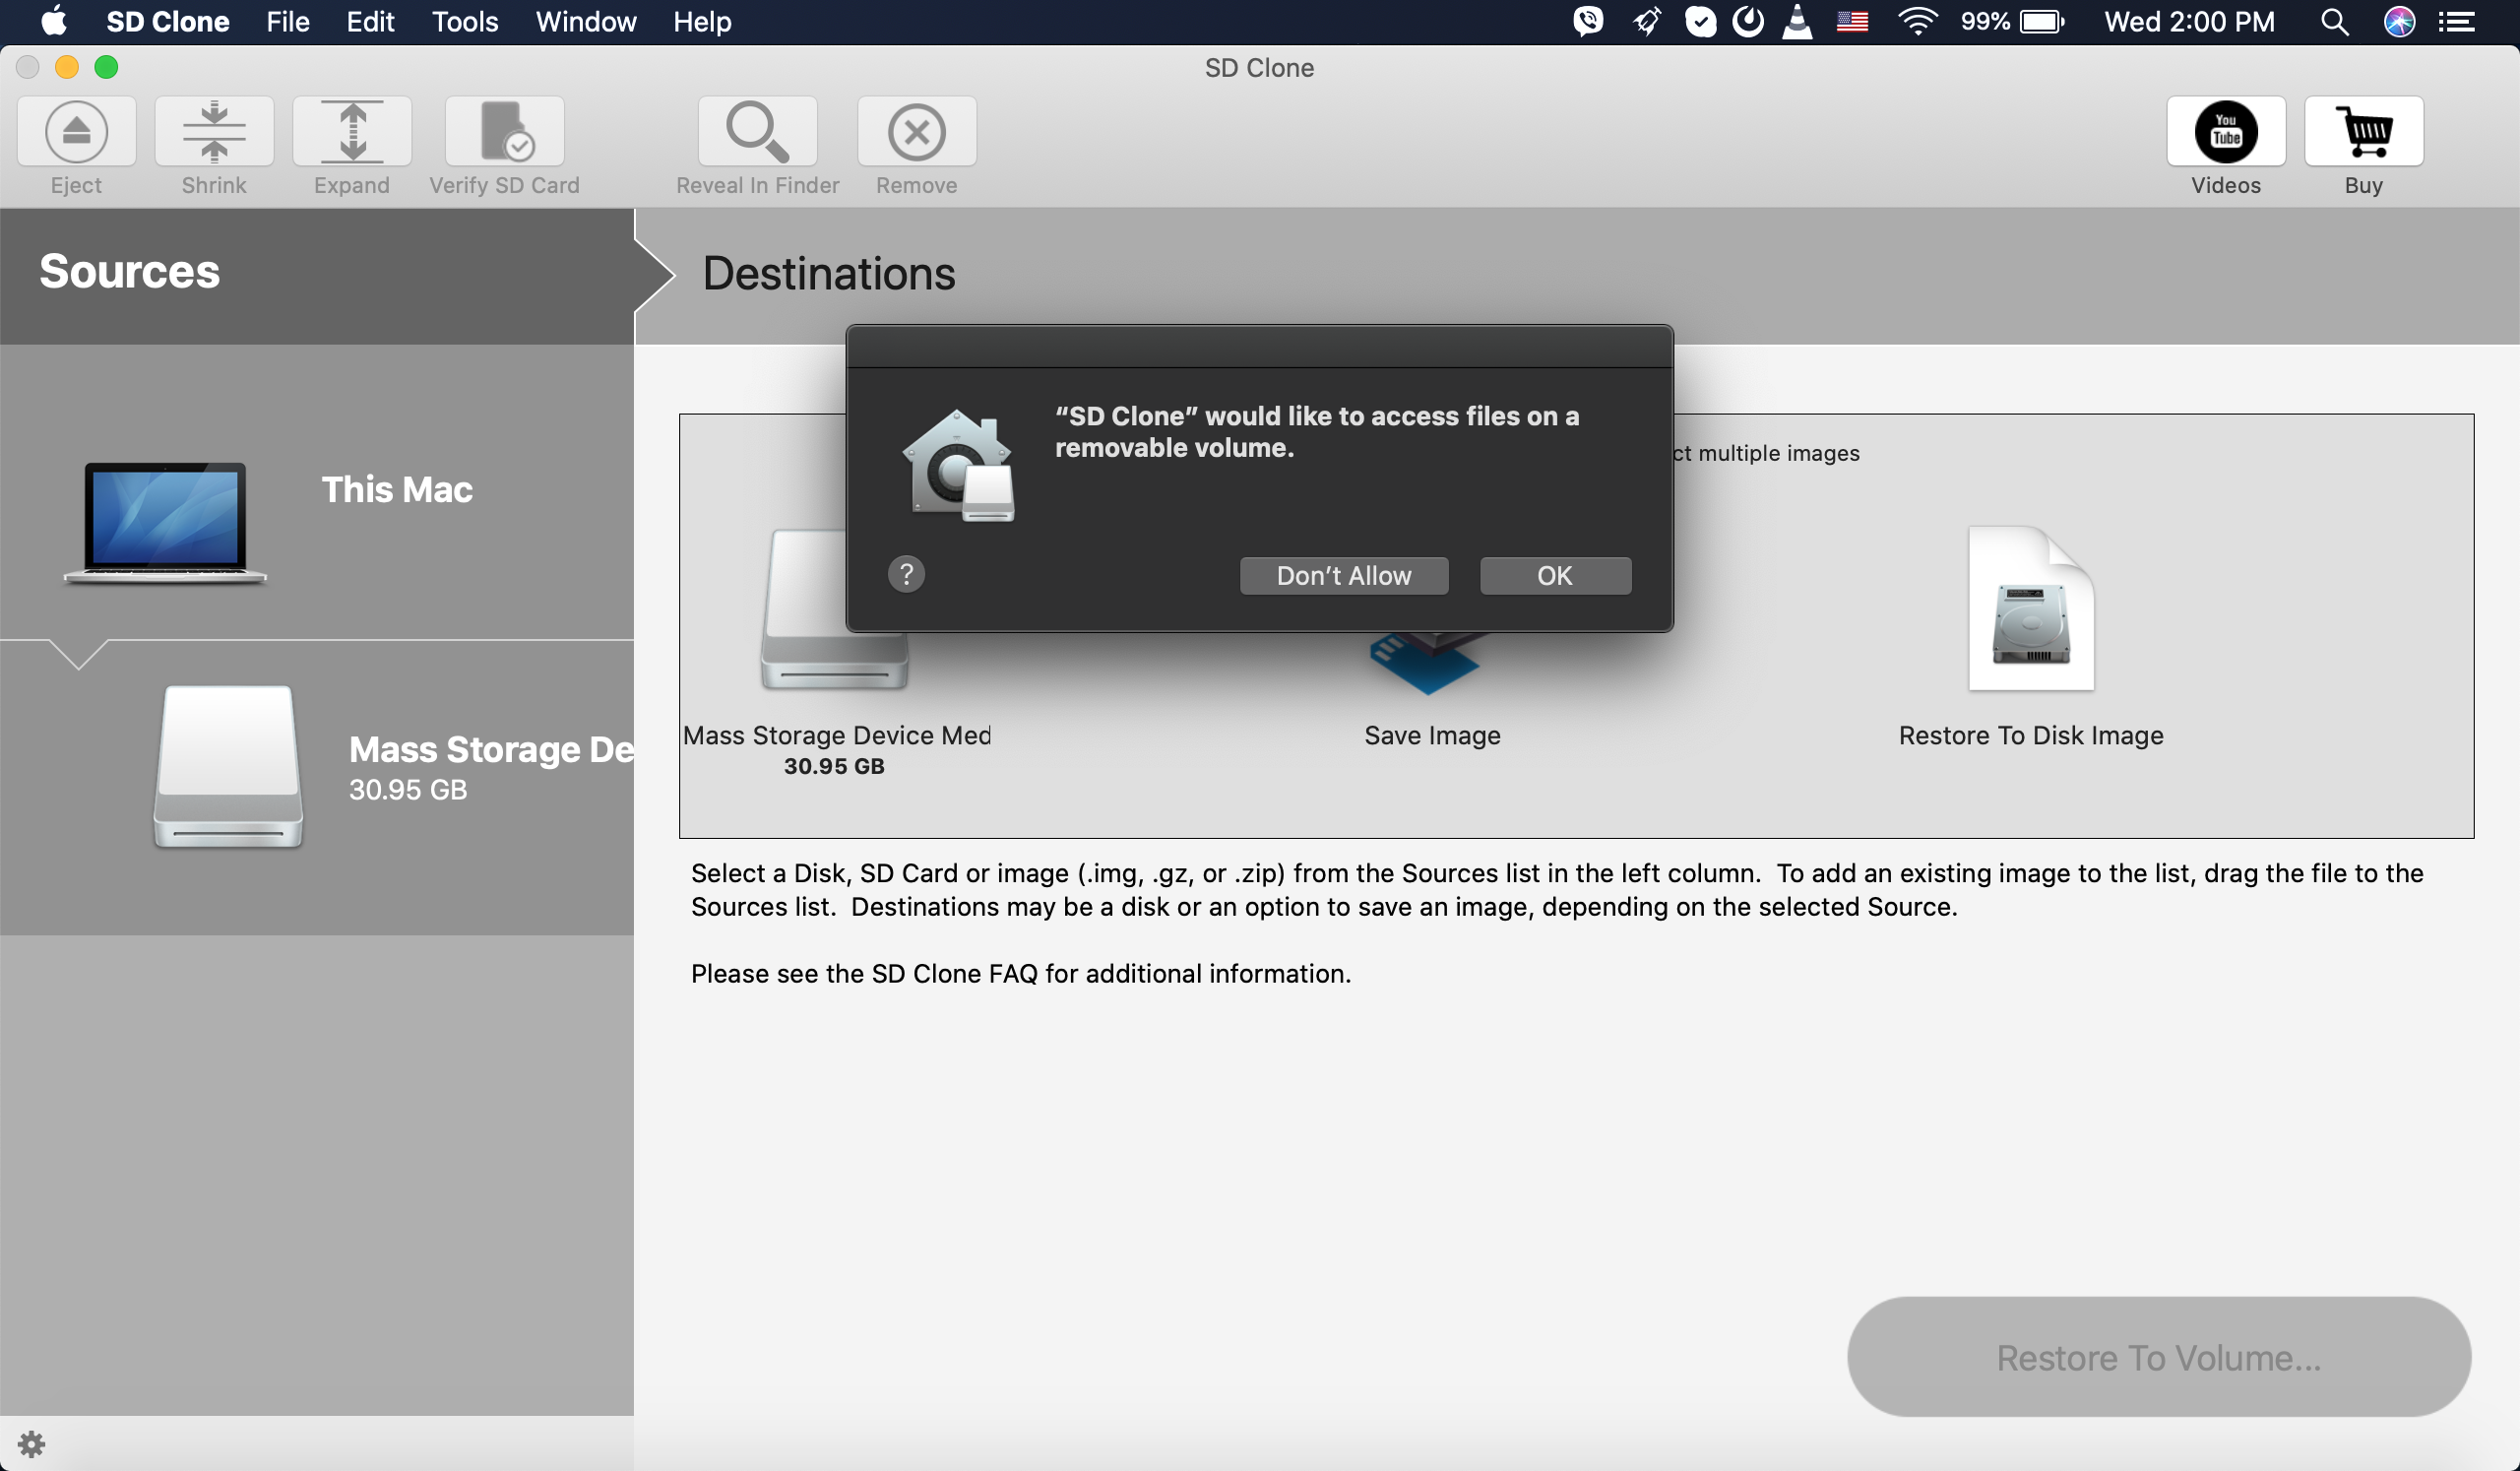 SD Clone File Edit Tools Window Help 99% Wed 2:00 PM
SD Clone
Eject Shrink Expand Verify SD Card Reveal In Finder Remove You Tube Videos Buy
Sources
Destinations
“SD Clone” would like to access files on a
removable volume.
ct multiple images
This Mac
? Don’t Allow OK
Mass Storage De
30.95 GB
Mass Storage Device Med
30.95 GB
Save Image
Restore To Disk Image
Select a Disk, SD Card or image (.img, .gz, or .zip) from the Sources list in the left column. To add an existing image to the list, drag the file to the
Sources list. Destinations may be a disk or an option to save an image, depending on the selected Source.
Please see the SD Clone FAQ for additional information.
Restore To Volume...